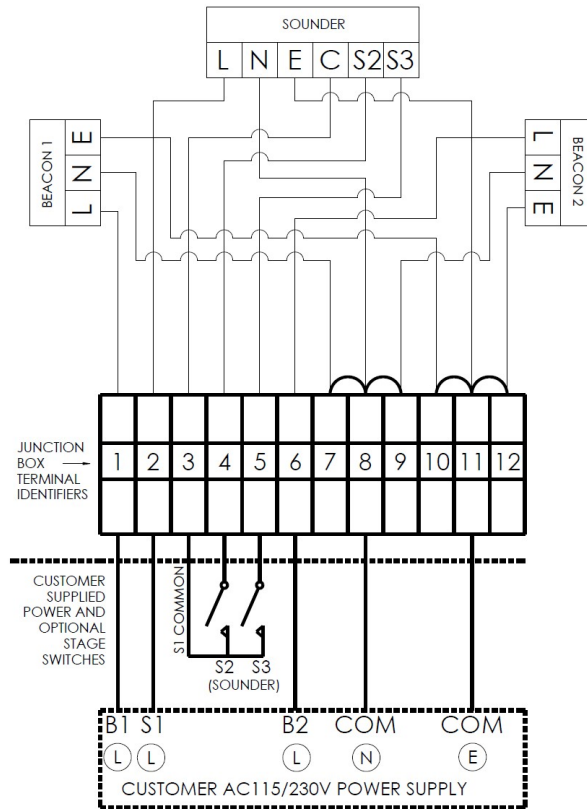 SOUNDER
L N E C S2 S3
BEACON 1
L N E
L N E
BEACON 2
JUNCTION
BOX
TERMINAL
IDENTIFIERS
1 2 3 4 5 6 7 8 9 10 11 12
CUSTOMER
SUPPLIED
POWER AND
OPTIONAL
STAGE
SWITCHES
S1 COMMON
S2 S3
(SOUNDER)
B1 S1 B2 COM COM
L L L N E
CUSTOMER AC115/230V POWER SUPPLY